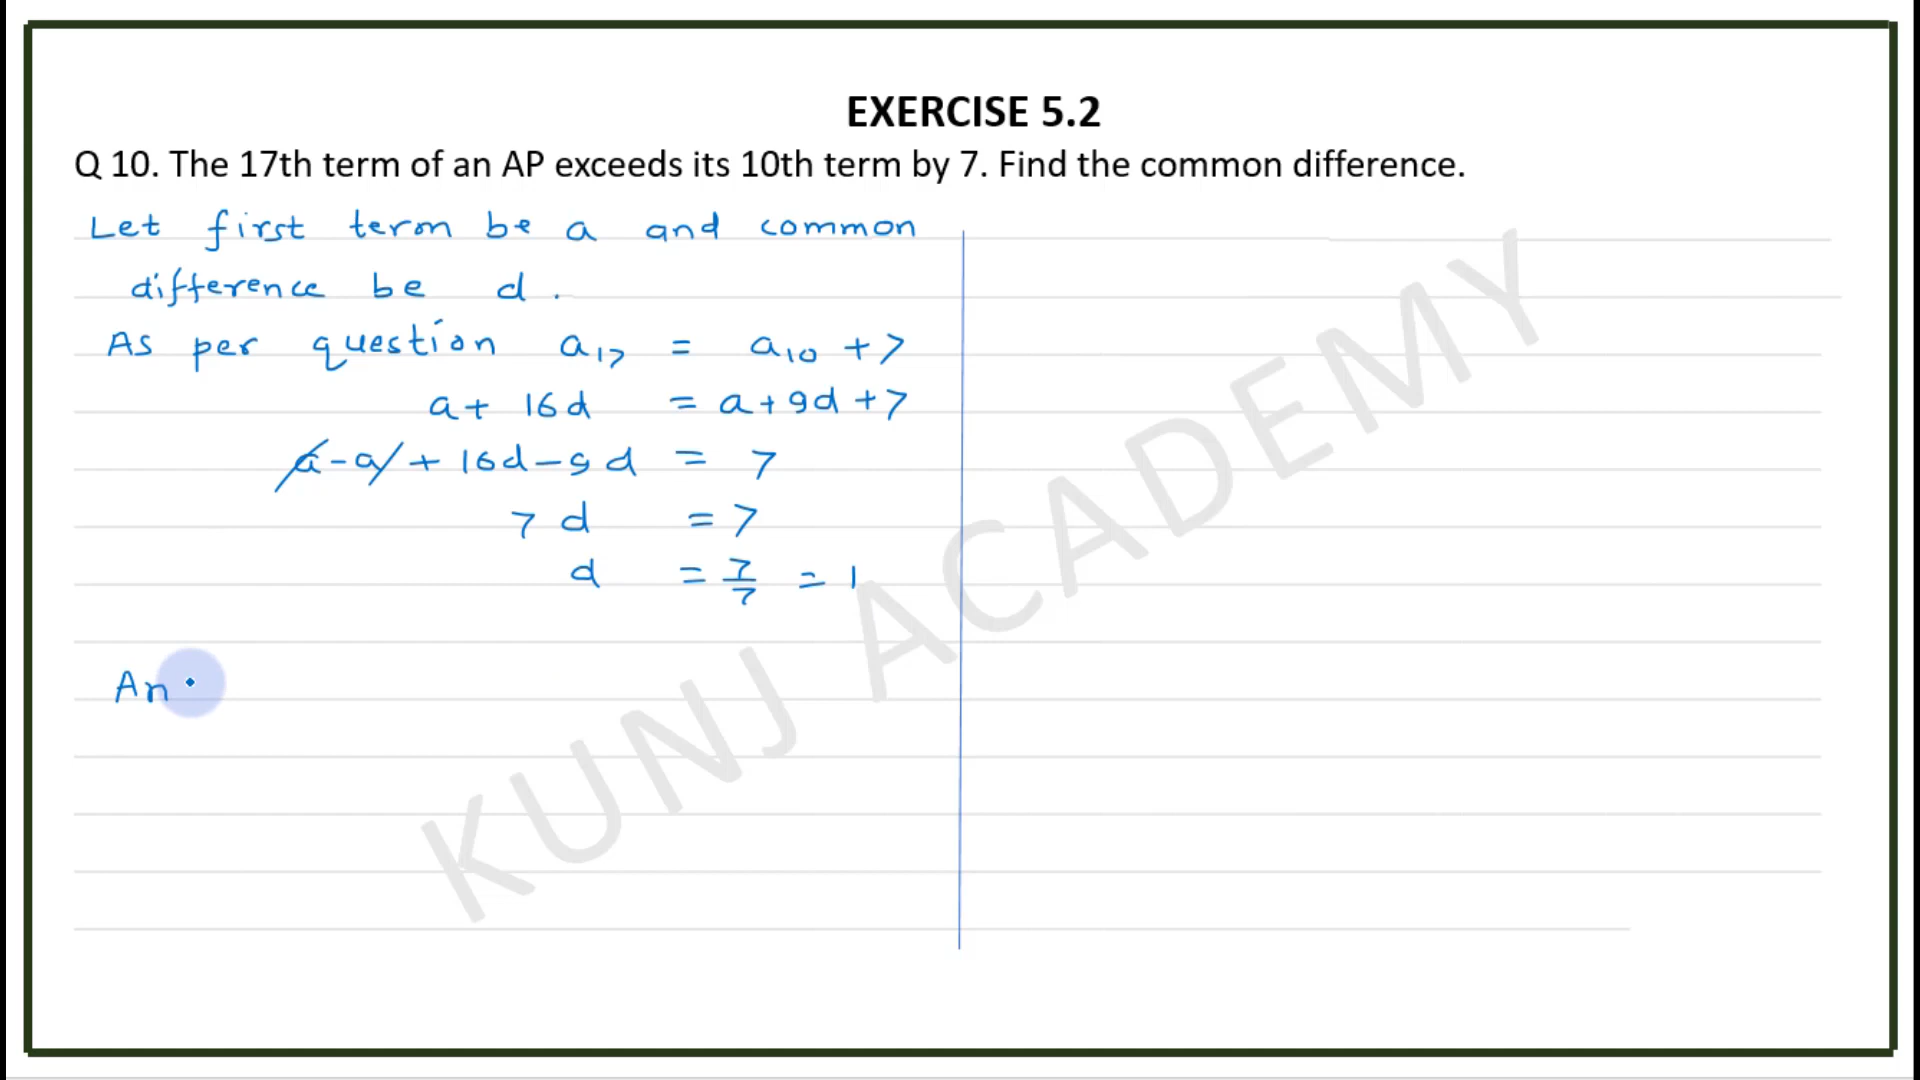 EXERCISE 5.2
Q 10. The 17th term of an AP exceeds its 10th term by 7. Find the common difference.
Let first term be a and common
difference be d.
As per question a₁₇ = a₁₀ + 7
a + 16d = a + 9d + 7
a - a + 16d - 9d = 7
7d = 7
d = 7/7 = 1
An
KUNJ ACADEMY